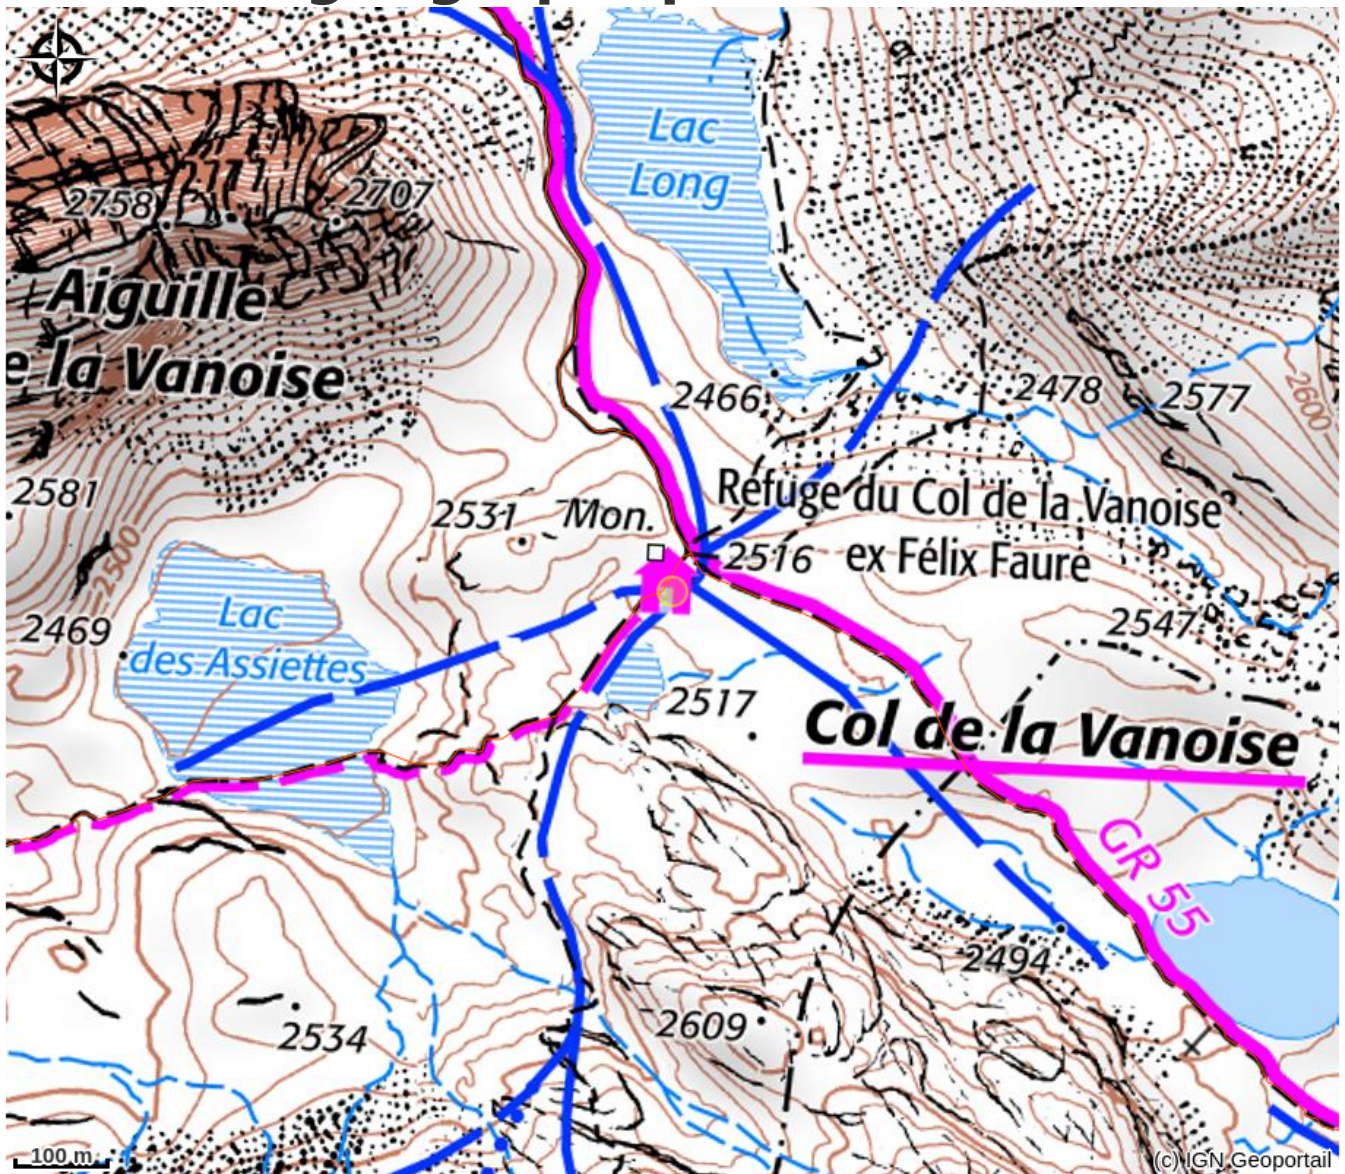 Lac
Long
2758
2707
Aiguille
e la Vanoise
2466
2478
2577
2600
2581
2531
Mon.
Refuge du Col de la Vanoise
2516
ex Félix Faure
2500
2469
Lac
des Assiettes
2547
2517
Col de la Vanoise
GR 55
2494
2534
2609
100 m
(c) IGN Geoportail